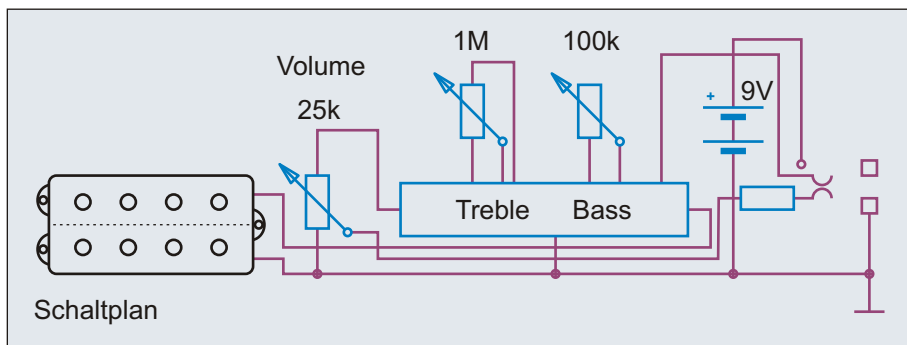 1M
100k
Volume
25k
+
9V
Treble
Bass
Schaltplan